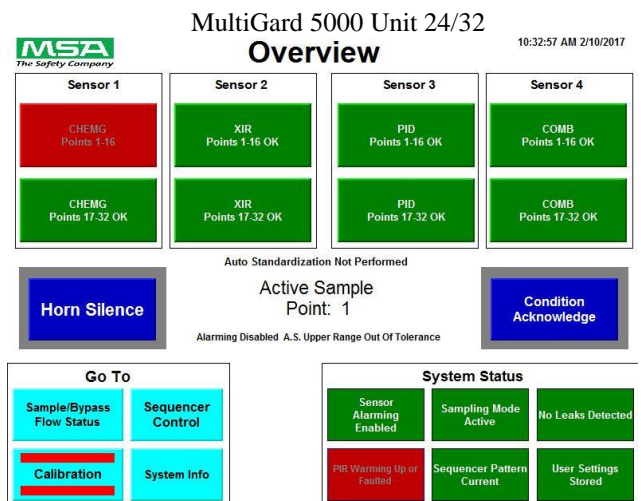 MultiGard 5000 Unit 24/32
MSA
The Safety Company
Overview
10:32:57 AM 2/10/2017
Sensor 1
CHEMG
Points 1-16
CHEMG
Points 17-32 OK
Sensor 2
XIR
Points 1-16 OK
XIR
Points 17-32 OK
Sensor 3
PID
Points 1-16 OK
PID
Points 17-32 OK
Sensor 4
COMB
Points 1-16 OK
COMB
Points 17-32 OK
Auto Standardization Not Performed
Horn Silence
Active Sample
Point: 1
Condition
Acknowledge
Alarming Disabled A.S. Upper Range Out Of Tolerance
Go To
Sample/Bypass
Flow Status
Sequencer
Control
Calibration
System Info
System Status
Sensor
Alarming
Enabled
Sampling Mode
Active
No Leaks Detected
PIR Warming Up or
Faulted
Sequencer Pattern
Current
User Settings
Stored